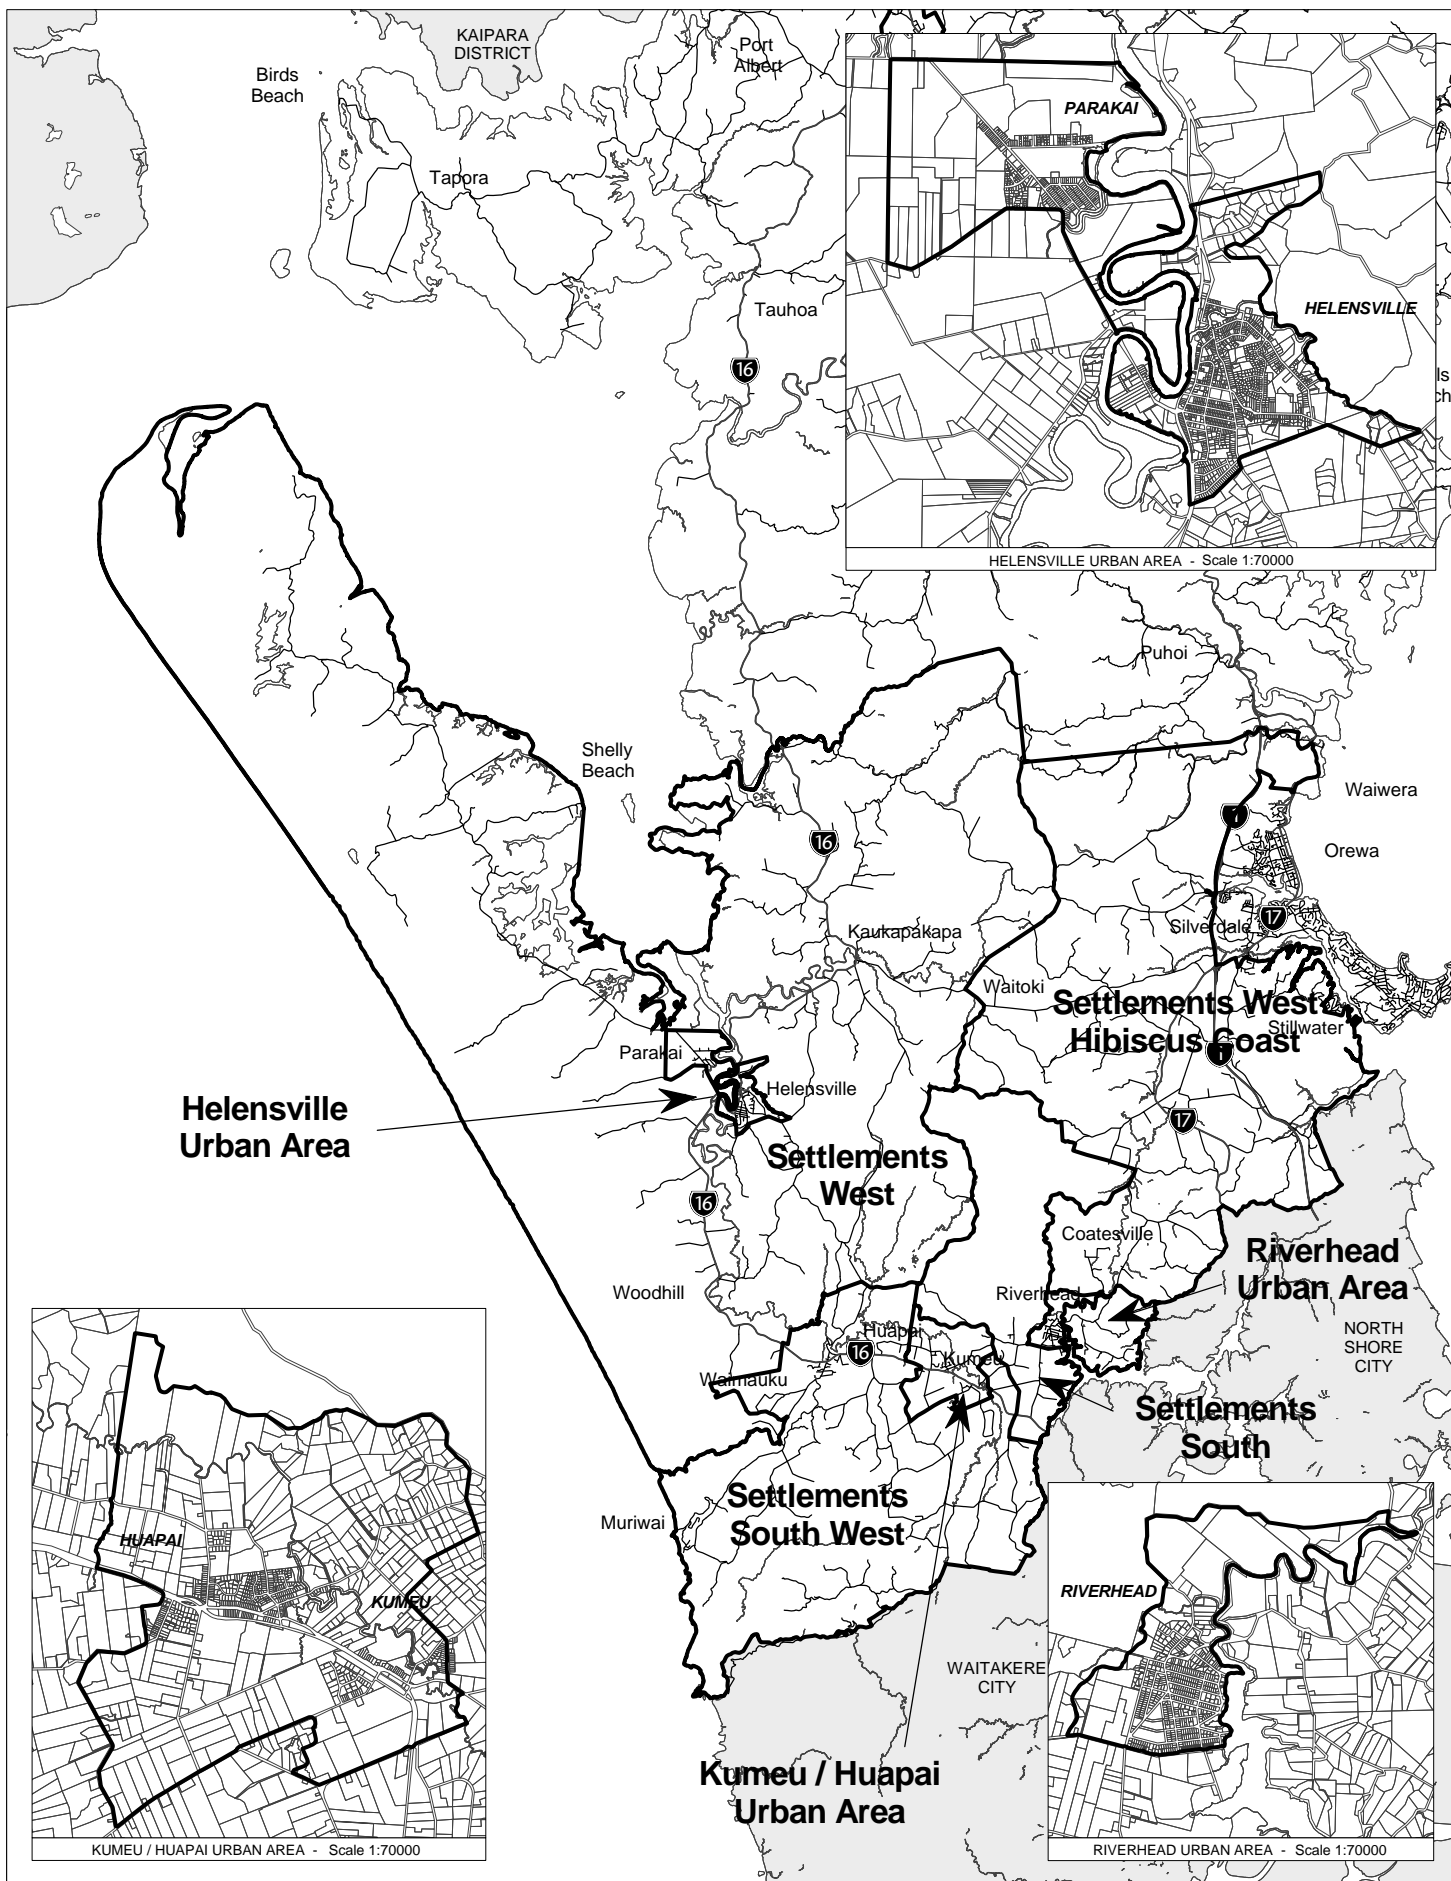 KAIPARA
DISTRICT
Port
Albert
Birds
Beach
Tapora
Tauhoa
16
PARAKAI
HELENSVILLE
HELENSVILLE URBAN AREA - Scale 1:70000
ls
ch
Puhoi
Shelly
Beach
Waiwera
1
16
Orewa
17
Silverdale
Kaukapakapa
Waitoki
Settlements West
Hibiscus Coast
Stillwater
1
Parakai
Helensville
Helensville
Urban Area
17
Settlements
West
16
Coatesville
Riverhead
Urban Area
Woodhill
Riverhead
Huapai
16
Kumeu
NORTH
SHORE
CITY
Waimauku
Settlements
South
Settlements
South West
Muriwai
HUAPAI
KUMEU
KUMEU / HUAPAI URBAN AREA - Scale 1:70000
RIVERHEAD
RIVERHEAD URBAN AREA - Scale 1:70000
WAITAKERE
CITY
Kumeu / Huapai
Urban Area